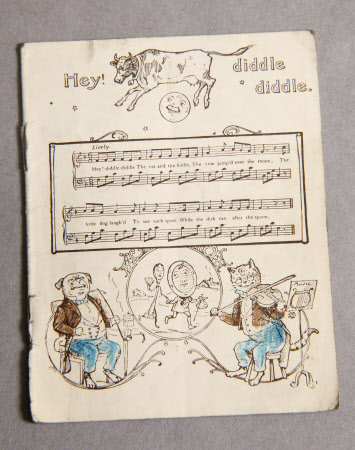 Hey! diddle
diddle.
Lively.
Hey! diddle diddle The cat and the fiddle, The cow jump'd over the moon, The
little dog laugh'd To see such sport, While the dish ran after the spoon.
MUSIC